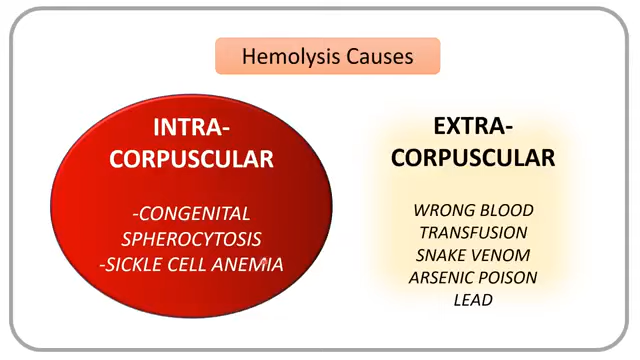 Hemolysis Causes
INTRA-
CORPUSCULAR
-CONGENITAL
SPHEROCYTOSIS
-SICKLE CELL ANEMIA
EXTRA-
CORPUSCULAR
WRONG BLOOD
TRANSFUSION
SNAKE VENOM
ARSENIC POISON
LEAD